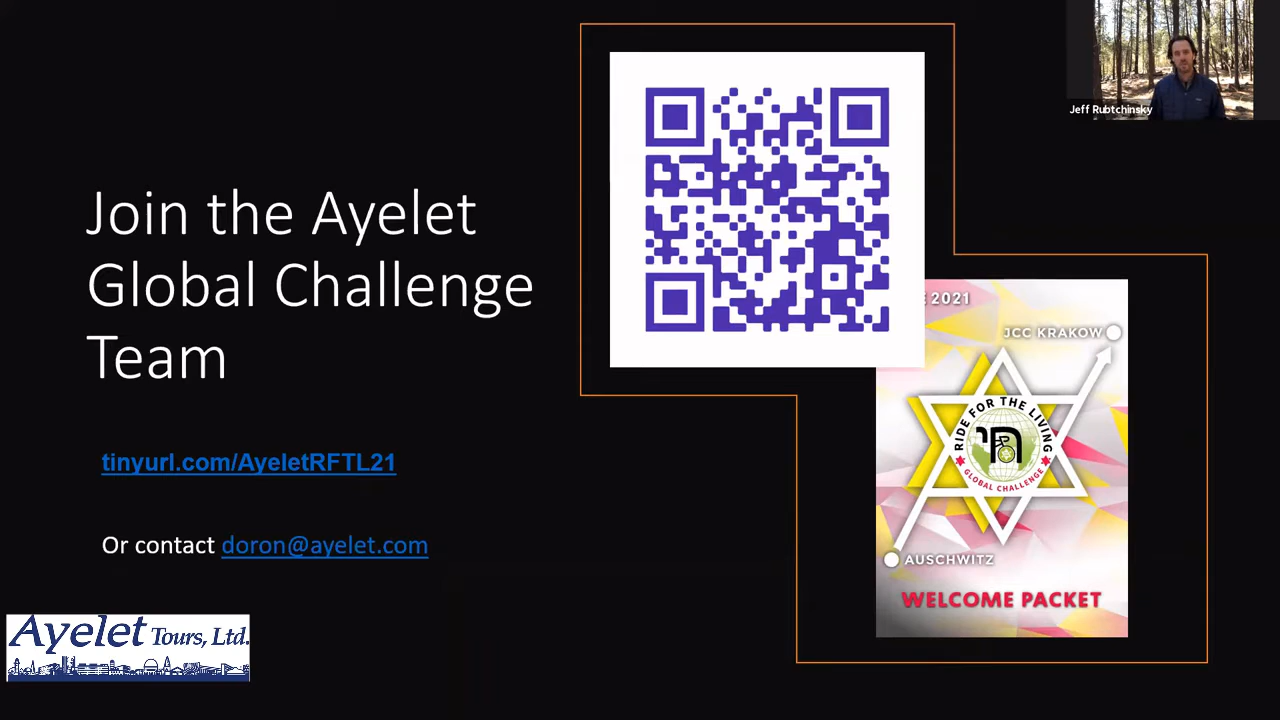 Join the Ayelet
Global Challenge
Team
tinyurl.com/AyeletRFTL21
Or contact doron@ayelet.com
Ayelet Tours, Ltd.
Jeff Rubtchinsky
2021
JCC KRAKOW
RIDE FOR THE LIVING
חי
GLOBAL CHALLENGE
AUSCHWITZ
WELCOME PACKET